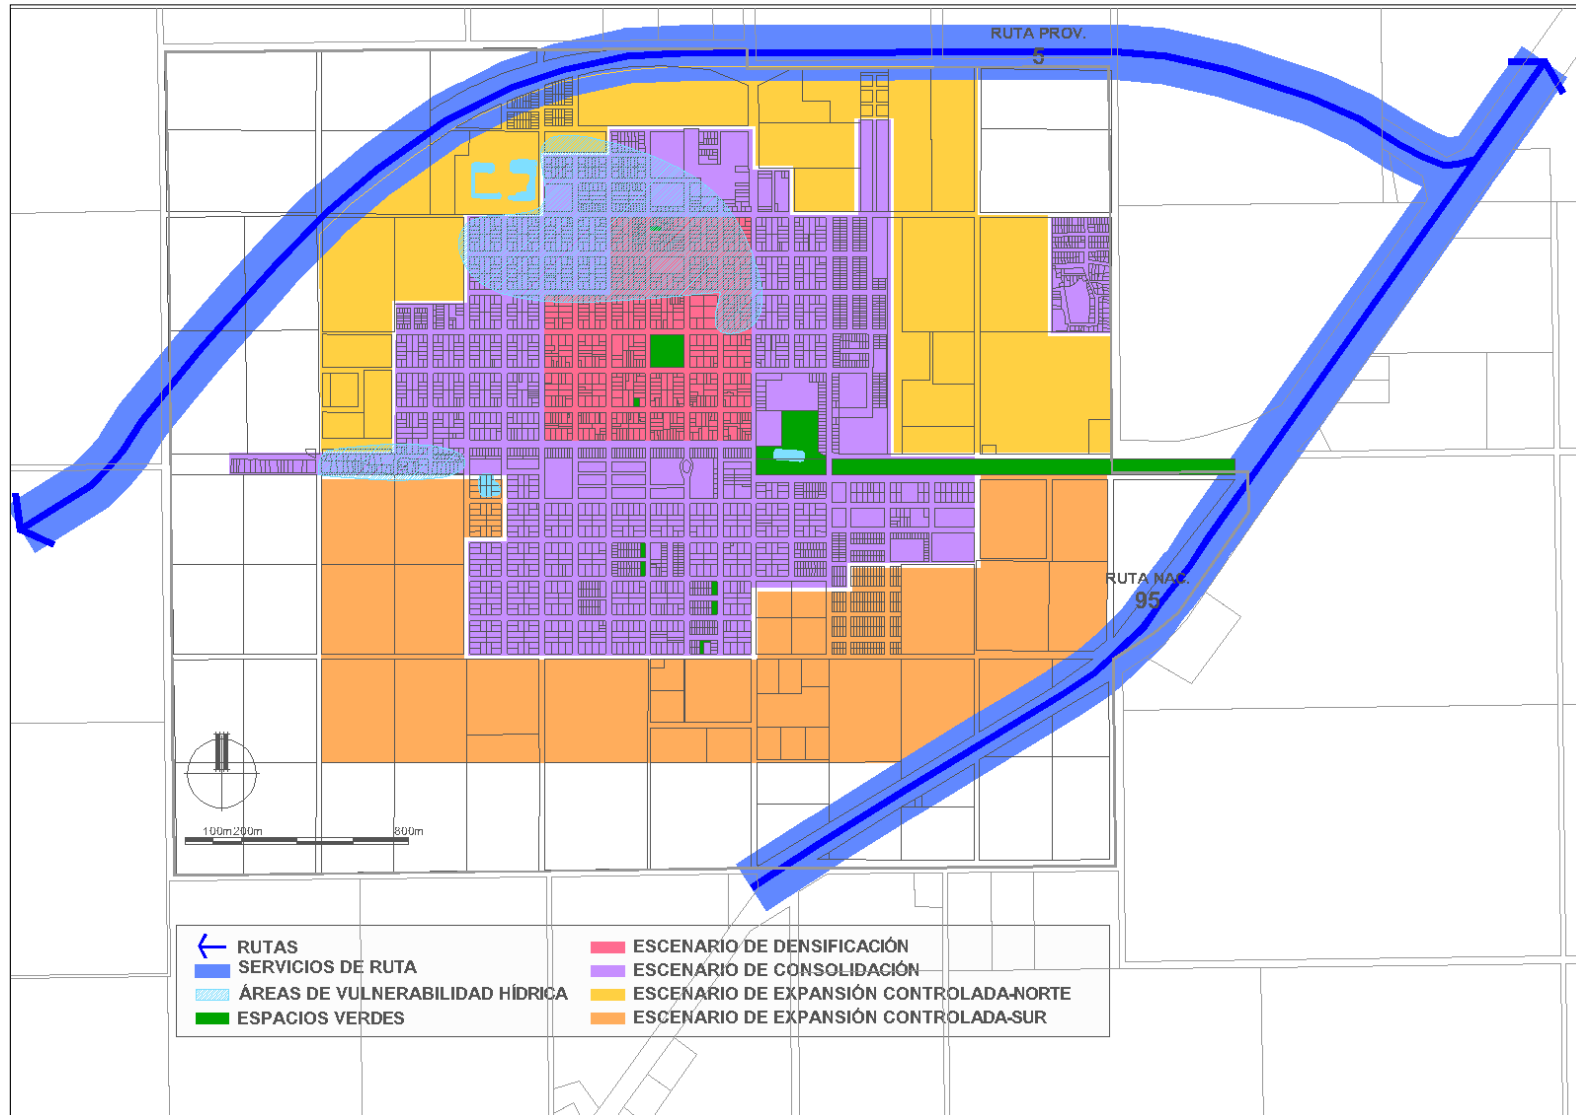 RUTA PROV.
5
RUTA NAC.
95
100m200m 800m
RUTAS
SERVICIOS DE RUTA
ÁREAS DE VULNERABILIDAD HÍDRICA
ESPACIOS VERDES
ESCENARIO DE DENSIFICACIÓN
ESCENARIO DE CONSOLIDACIÓN
ESCENARIO DE EXPANSIÓN CONTROLADA-NORTE
ESCENARIO DE EXPANSIÓN CONTROLADA-SUR